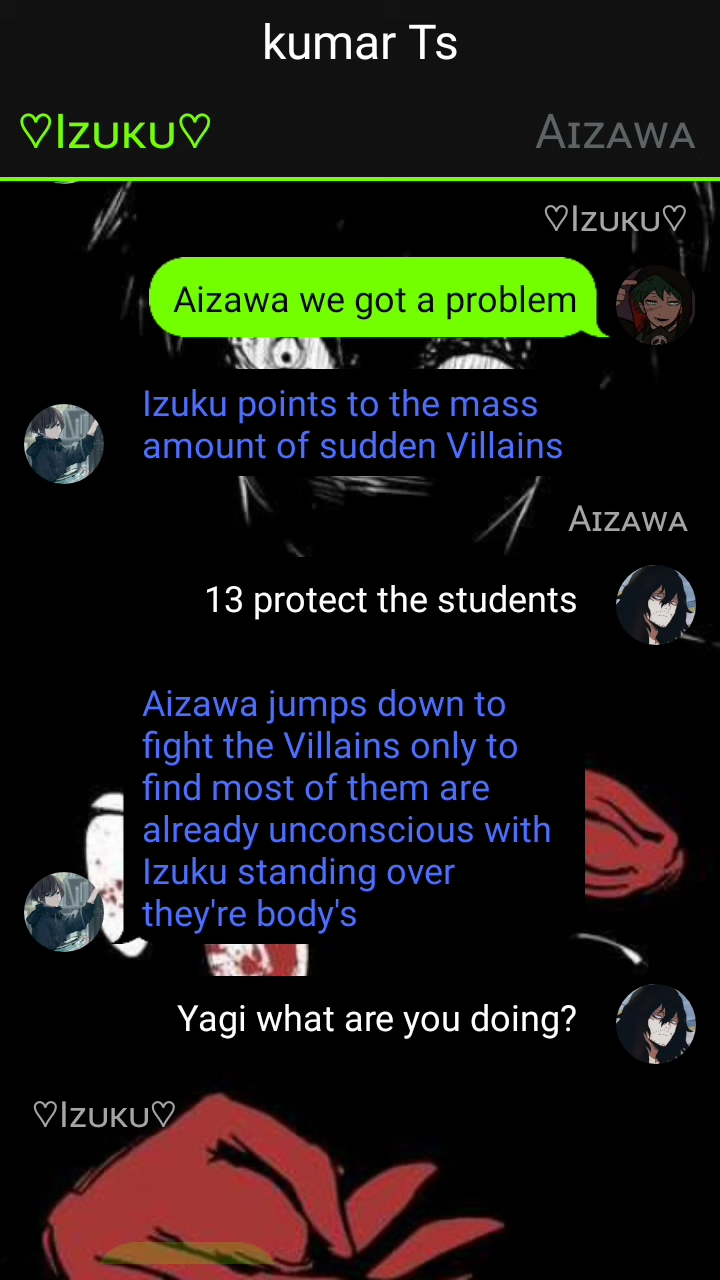 kumar Ts
♡Izuku♡ Aizawa
♡Izuku♡
Aizawa we got a problem
Izuku points to the mass
amount of sudden Villains
Aizawa
13 protect the students
Aizawa jumps down to
fight the Villains only to
find most of them are
already unconscious with
Izuku standing over
they're body's
Yagi what are you doing?
♡Izuku♡